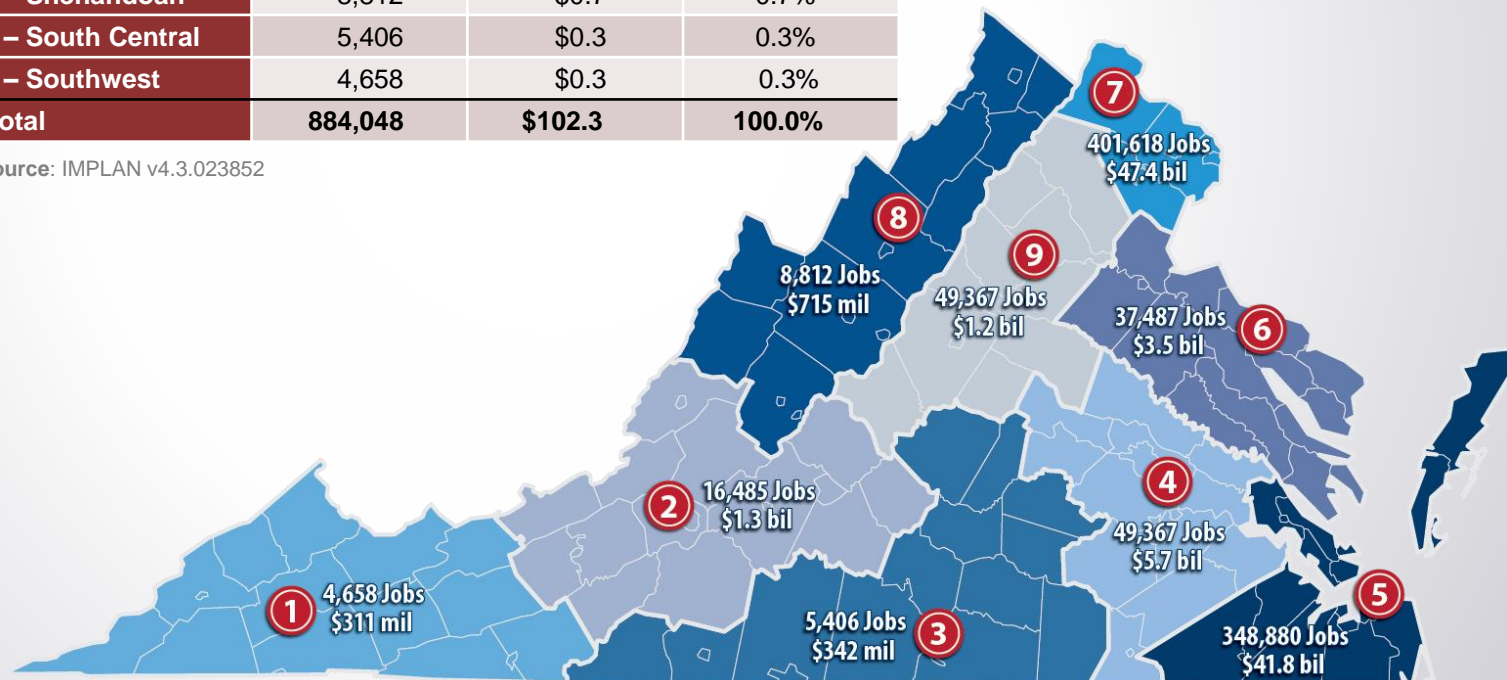 – South Central 5,406 $0.3 0.3%
– Southwest 4,658 $0.3 0.3%
otal 884,048 $102.3 100.0%
ource: IMPLAN v4.3.023852
7
401,618 Jobs
$47.4 bil
8
8,812 Jobs
$715 mil
9
49,367 Jobs
$1.2 bil
37,487 Jobs
$3.5 bil
6
2
16,485 Jobs
$1.3 bil
4
49,367 Jobs
$5.7 bil
1
4,658 Jobs
$311 mil
5,406 Jobs
$342 mil
3
5
348,880 Jobs
$41.8 bil